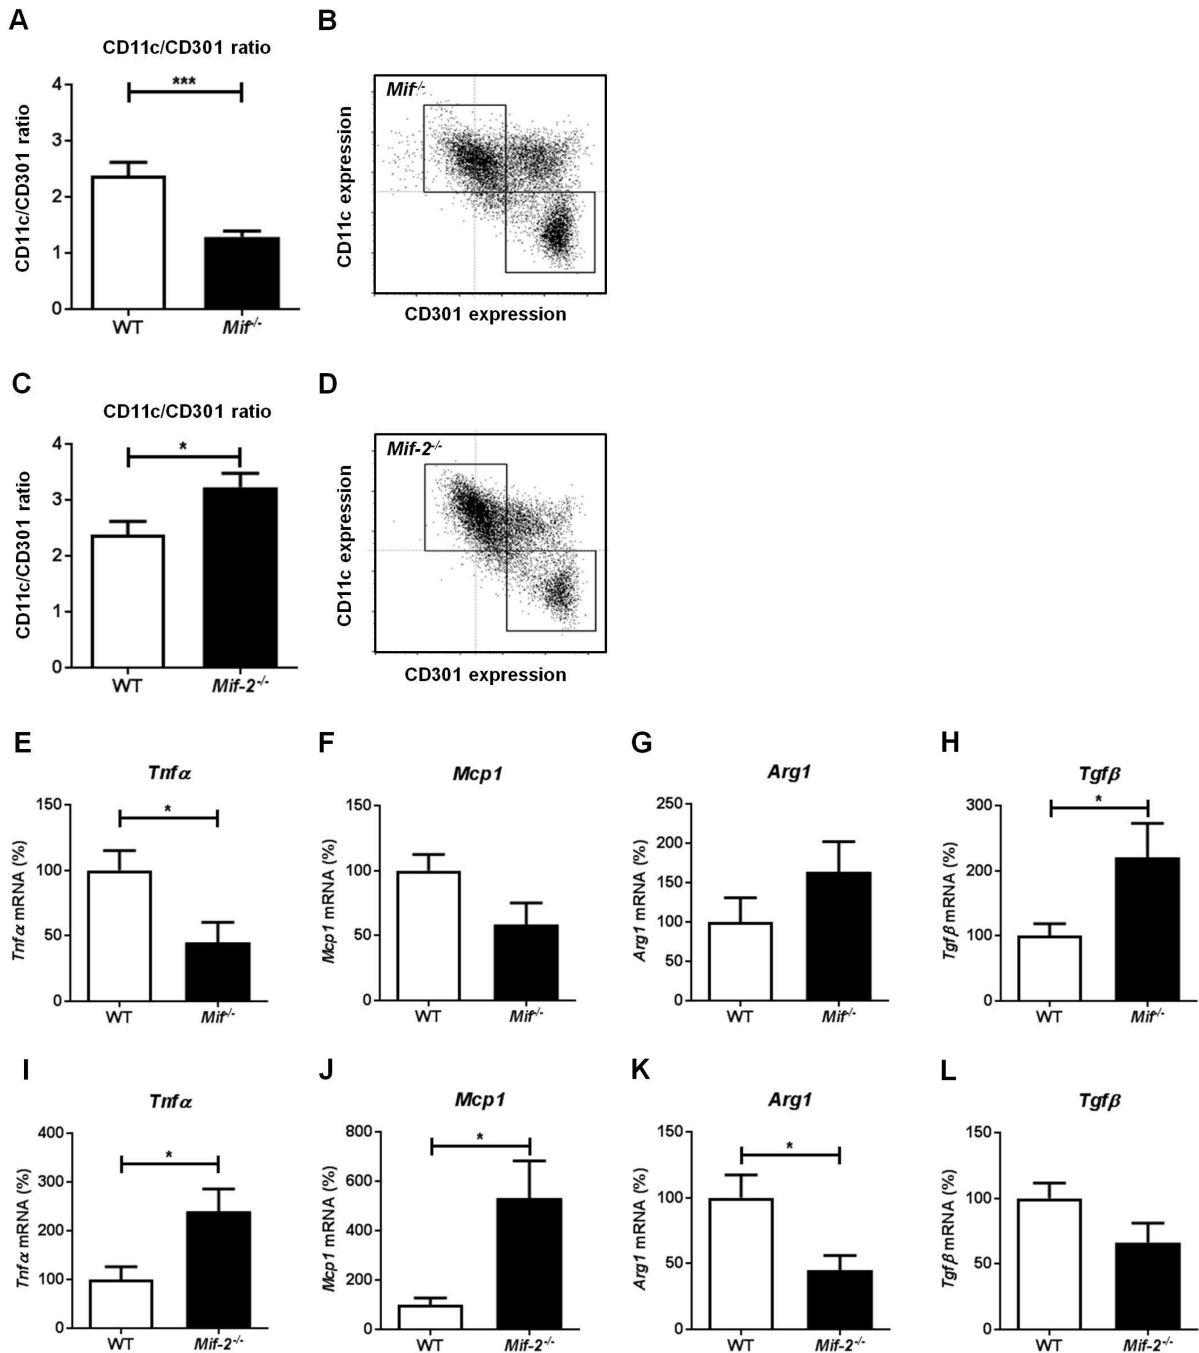 A
CD11c/CD301 ratio
CD11c/CD301 ratio
4
3
2
1
0
***
WT
Mif-/-
B
Mif-/-
CD11c expression
CD301 expression
C
CD11c/CD301 ratio
CD11c/CD301 ratio
4
3
2
1
0
*
WT
Mif-2-/-
D
Mif-2-/-
CD11c expression
CD301 expression
E
Tnfα
Tnfα mRNA (%)
150
100
50
0
*
WT
Mif-/-
F
Mcp1
Mcp1 mRNA (%)
150
100
50
0
WT
Mif-/-
G
Arg1
Arg1 mRNA (%)
250
200
150
100
50
0
WT
Mif-/-
H
Tgfβ
Tgfβ mRNA (%)
300
200
100
0
*
WT
Mif-/-
I
Tnfα
Tnfα mRNA (%)
400
300
200
100
0
*
WT
Mif-2-/-
J
Mcp1
Mcp1 mRNA (%)
800
600
400
200
0
*
WT
Mif-2-/-
K
Arg1
Arg1 mRNA (%)
150
100
50
0
*
WT
Mif-2-/-
L
Tgfβ
Tgfβ mRNA (%)
150
100
50
0
WT
Mif-2-/-